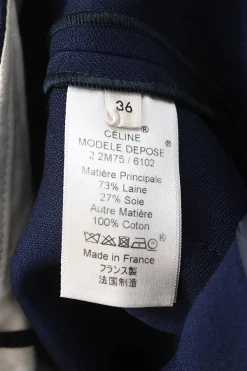 36
®
CÉLINE ®
MODELE DEPOSE
2 2M75 / 6102
Matière Principale
73% Laine
27% Soie
Autre Matière
100% Coton
Made in France
フランス製
法国制造